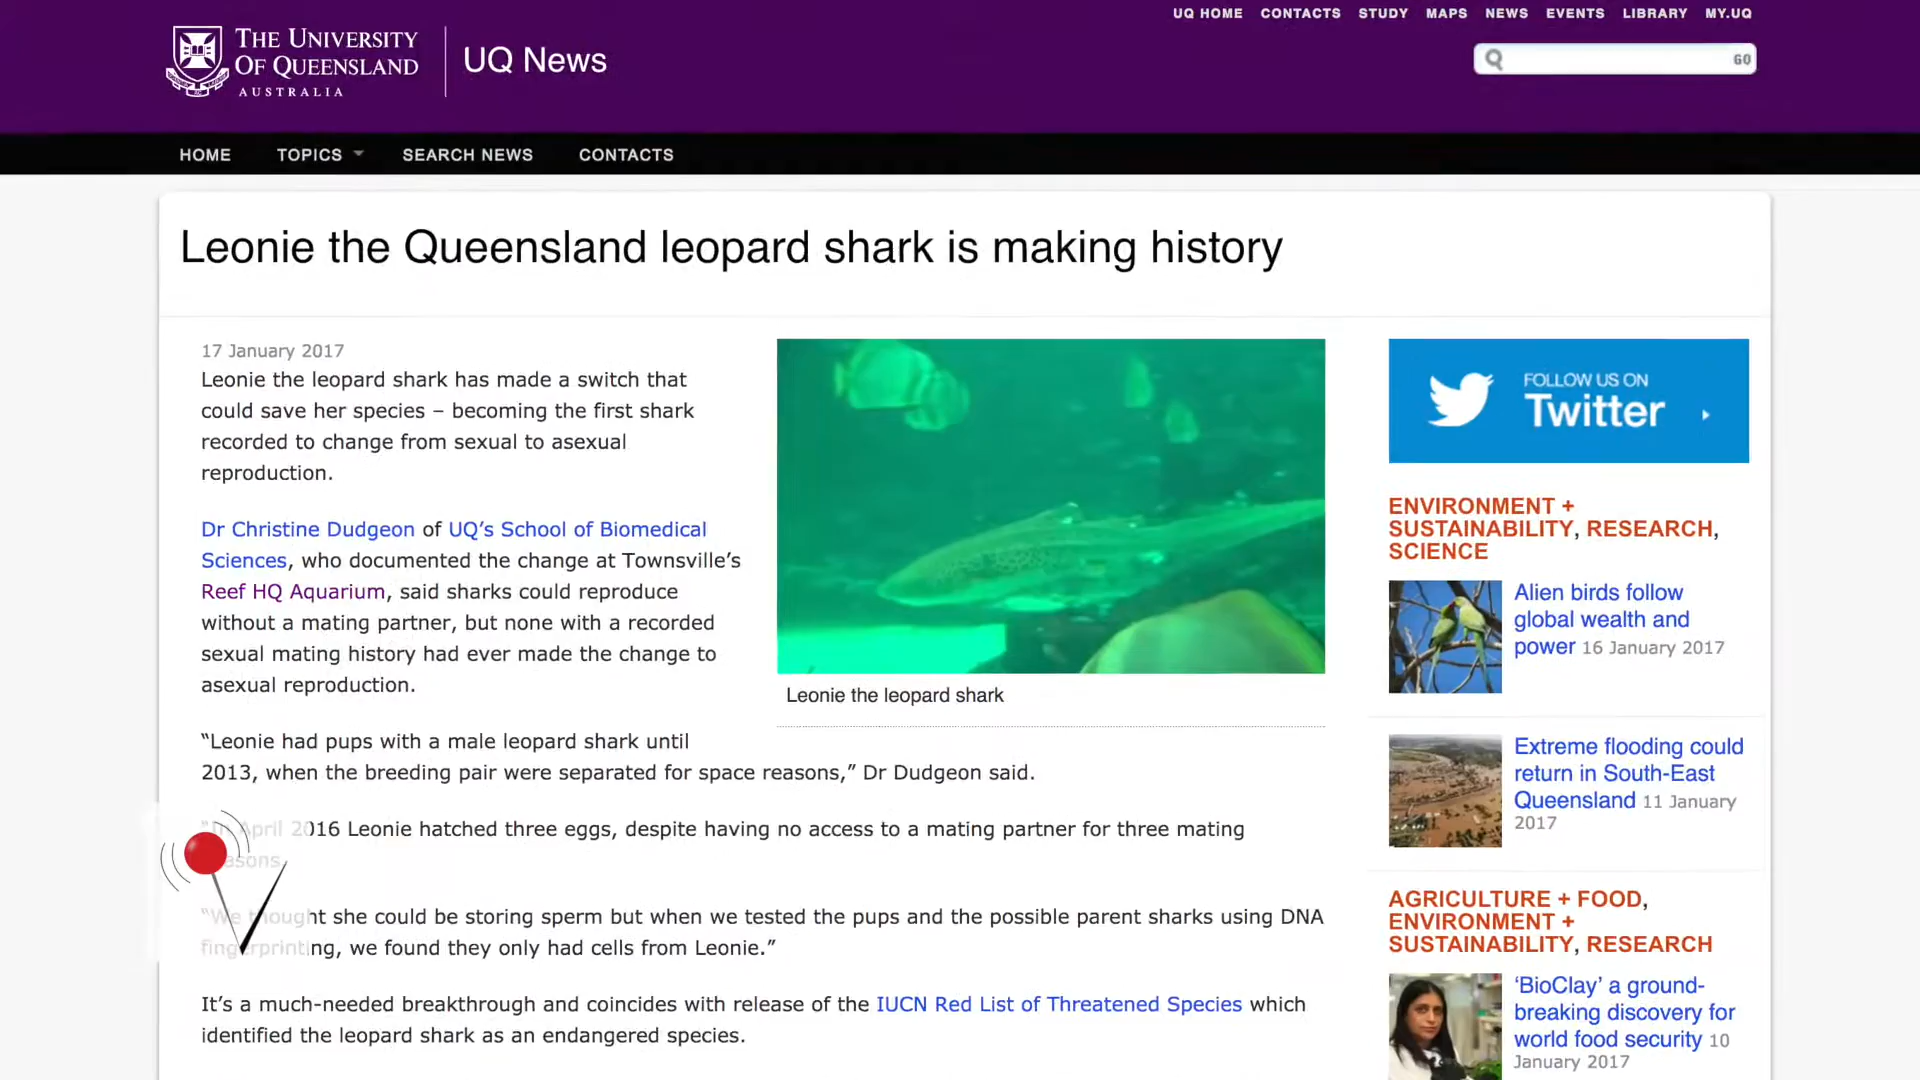 UQ HOME CONTACTS STUDY MAPS NEWS EVENTS LIBRARY MY.UQ
THE UNIVERSITY
OF QUEENSLAND
AUSTRALIA
UQ News
GO
HOME TOPICS SEARCH NEWS CONTACTS
Leonie the Queensland leopard shark is making history
17 January 2017
Leonie the leopard shark has made a switch that
could save her species – becoming the first shark
recorded to change from sexual to asexual
reproduction.
Dr Christine Dudgeon of UQ’s School of Biomedical
Sciences, who documented the change at Townsville’s
Reef HQ Aquarium, said sharks could reproduce
without a mating partner, but none with a recorded
sexual mating history had ever made the change to
asexual reproduction.
“Leonie had pups with a male leopard shark until
2013, when the breeding pair were separated for space reasons,” Dr Dudgeon said.
“In April 2016 Leonie hatched three eggs, despite having no access to a mating partner for three mating
seasons.
“We thought she could be storing sperm but when we tested the pups and the possible parent sharks using DNA
fingerprinting, we found they only had cells from Leonie.”
It’s a much-needed breakthrough and coincides with release of the IUCN Red List of Threatened Species which
identified the leopard shark as an endangered species.
Leonie the leopard shark
FOLLOW US ON
Twitter
ENVIRONMENT +
SUSTAINABILITY, RESEARCH,
SCIENCE
Alien birds follow
global wealth and
power 16 January 2017
Extreme flooding could
return in South-East
Queensland 11 January
2017
AGRICULTURE + FOOD,
ENVIRONMENT +
SUSTAINABILITY, RESEARCH
‘BioClay’ a ground-
breaking discovery for
world food security 10
January 2017